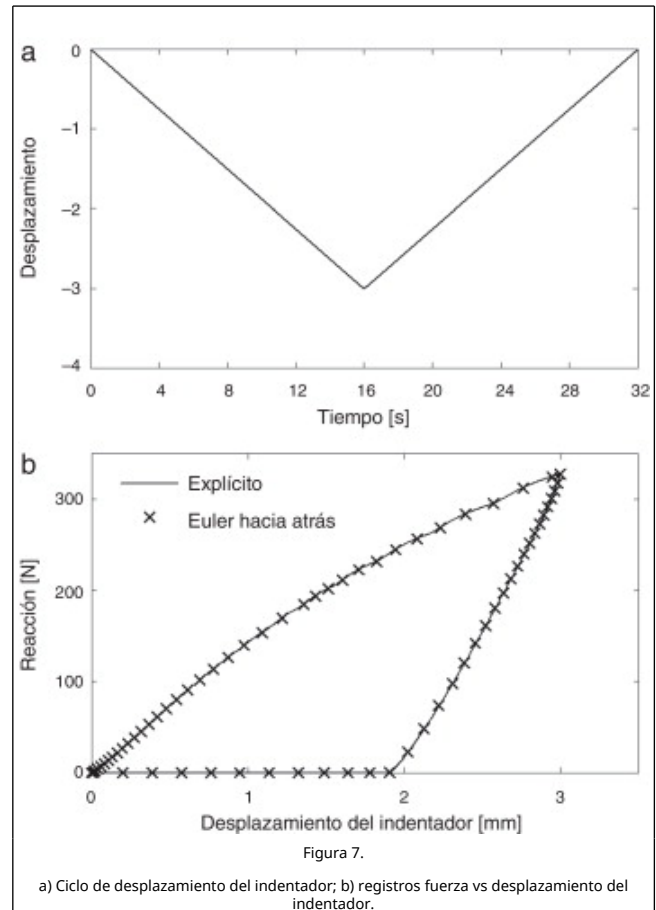 a
0
−1
−2
−3
−4
Desplazamiento
0 4 8 12 16 20 24 28 32
Tiempo [s]
b
Explícito
Euler hacia atrás
300
200
100
0
Reacción [N]
0 1 2 3
Desplazamiento del indentador [mm]
Figura 7.
a) Ciclo de desplazamiento del indentador; b) registros fuerza vs desplazamiento del
indentador.